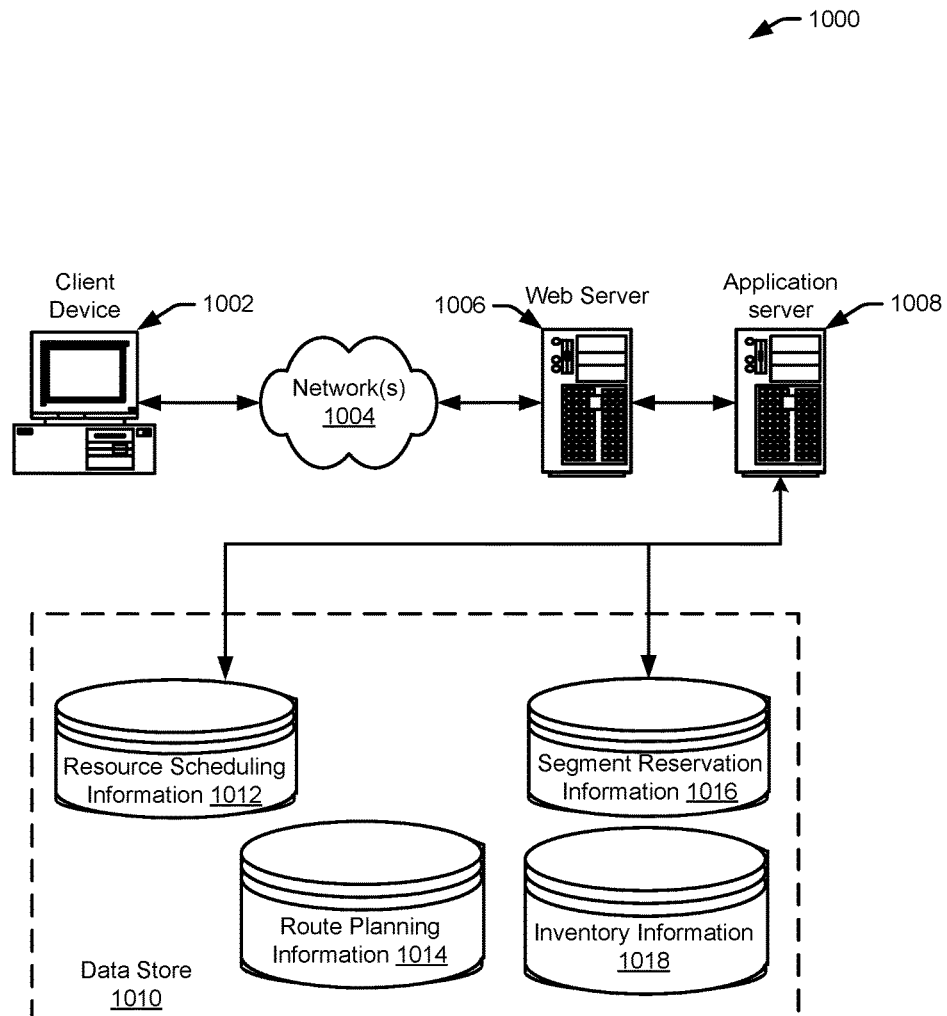 1000
Client
Device
1002
Network(s)
1004
1006
Web Server
Application
server
1008
Resource Scheduling
Information 1012
Segment Reservation
Information 1016
Route Planning
Information 1014
Inventory Information
1018
Data Store
1010